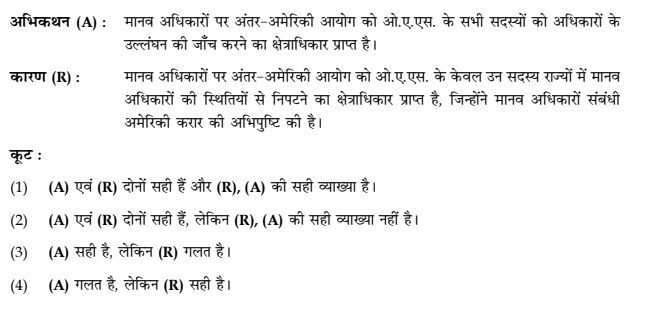 अभिकथन (A) : मानव अधिकारों पर अंतर-अमेरिकी आयोग को ओ.ए.एस. के सभी सदस्यों को अधिकारों के
उल्लंघन की जाँच करने का क्षेत्राधिकार प्राप्त है।
कारण (R) : मानव अधिकारों पर अंतर-अमेरिकी आयोग को ओ.ए.एस. के केवल उन सदस्य राज्यों में मानव
अधिकारों की स्थितियों से निपटने का क्षेत्राधिकार प्राप्त है, जिन्होंने मानव अधिकारों संबंधी
अमेरिकी करार की अभिपुष्टि की है।
कूट :
(1) (A) एवं (R) दोनों सही हैं और (R), (A) की सही व्याख्या है।
(2) (A) एवं (R) दोनों सही हैं, लेकिन (R), (A) की सही व्याख्या नहीं है।
(3) (A) सही है, लेकिन (R) गलत है।
(4) (A) गलत है, लेकिन (R) सही है।